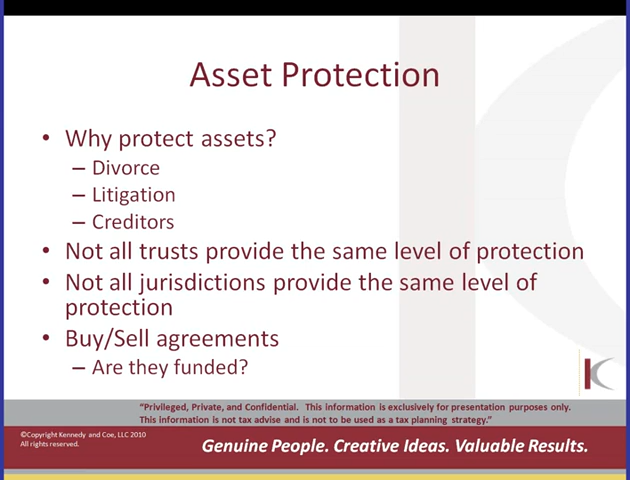 Asset Protection
• Why protect assets?
– Divorce
– Litigation
– Creditors
• Not all trusts provide the same level of protection
• Not all jurisdictions provide the same level of
protection
• Buy/Sell agreements
– Are they funded?
"Privileged, Private, and Confidential. This information is exclusively for presentation purposes only.
This information is not tax advise and is not to be used as a tax planning strategy."
©Copyright Kennedy and Coe, LLC 2010
All rights reserved.
Genuine People. Creative Ideas. Valuable Results.